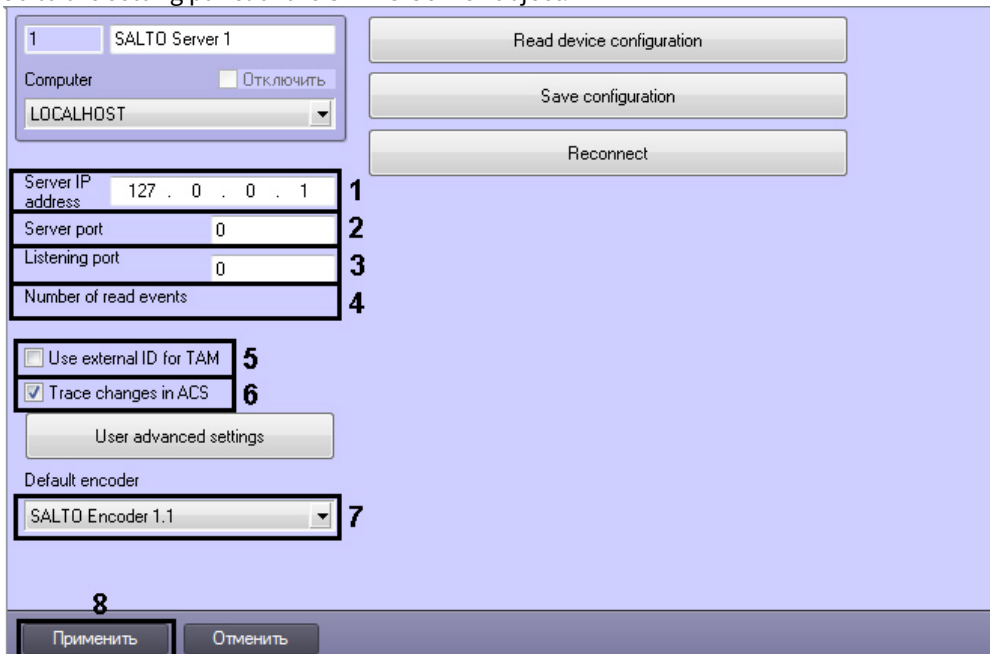 1 SALTO Server 1
Computer Отключить
LOCALHOST
Read device configuration
Save configuration
Reconnect
Server IP address 127 . 0 . 0 . 1 1
Server port 0 2
Listening port 0 3
Number of read events 4
Use external ID for TAM 5
Trace changes in ACS 6
User advanced settings
Default encoder
SALTO Encoder 1.1 7
8
Применить Отменить